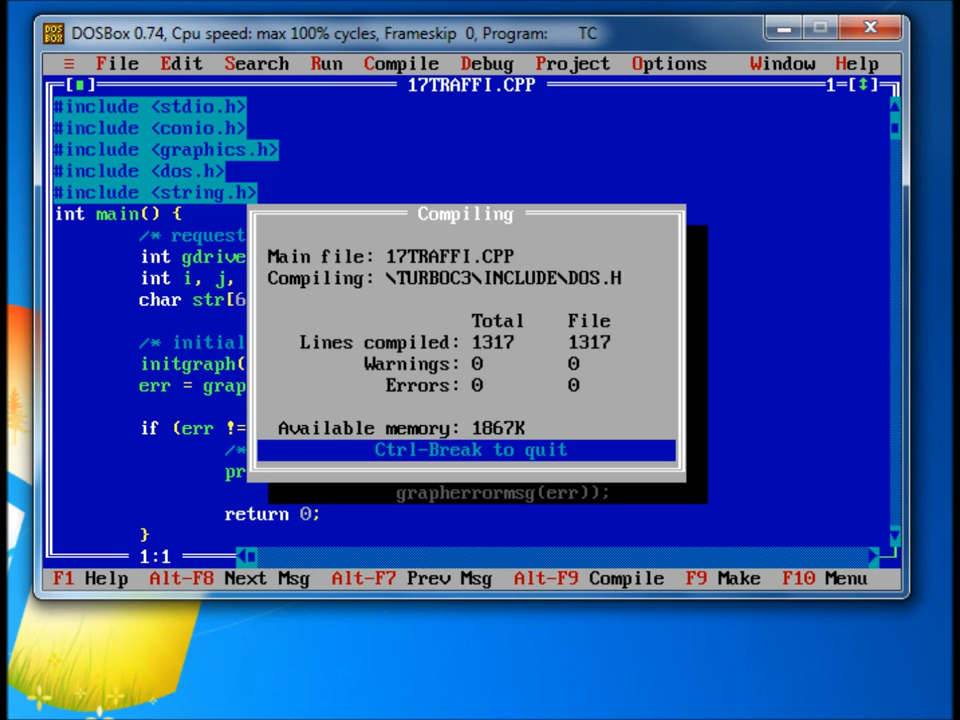 DOSBox 0.74, Cpu speed: max 100% cycles, Frameskip 0, Program: TC
≡ File Edit Search Run Compile Debug Project Options Window Help
[■] 17TRAFFI.CPP 1=[↕]
#include <stdio.h>
#include <conio.h>
#include <graphics.h>
#include <dos.h>
#include <string.h>
int main() {
/* request
int gdrive
int i, j,
char str[6
/* initial
initgraph(
err = grap
if (err !=
/*
pr
grapherrormsg(err));
return 0;
}
1:1
Compiling
Main file: 17TRAFFI.CPP
Compiling: \TURBOC3\INCLUDE\DOS.H
Total File
Lines compiled: 1317 1317
Warnings: 0 0
Errors: 0 0
Available memory: 1867K
Ctrl-Break to quit
F1 Help Alt-F8 Next Msg Alt-F7 Prev Msg Alt-F9 Compile F9 Make F10 Menu